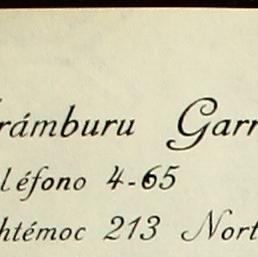 rámburu Garr
léfono 4-65
htémoc 213 Nort